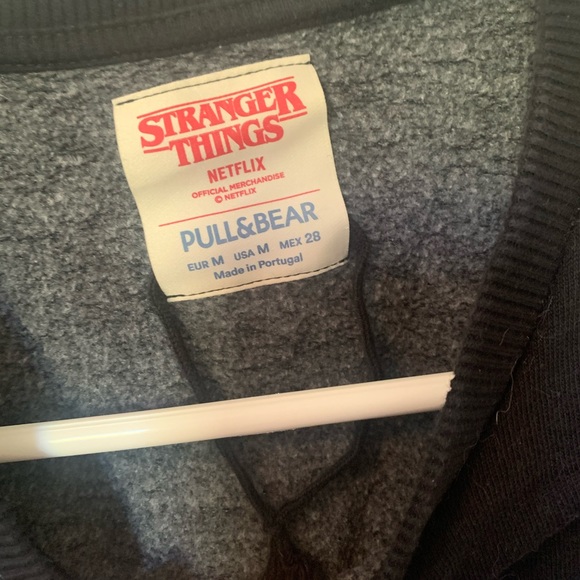 STRANGER
THINGS
NETFLIX
OFFICIAL MERCHANDISE
© NETFLIX
PULL&BEAR
EUR M USA M MEX 28
Made in Portugal